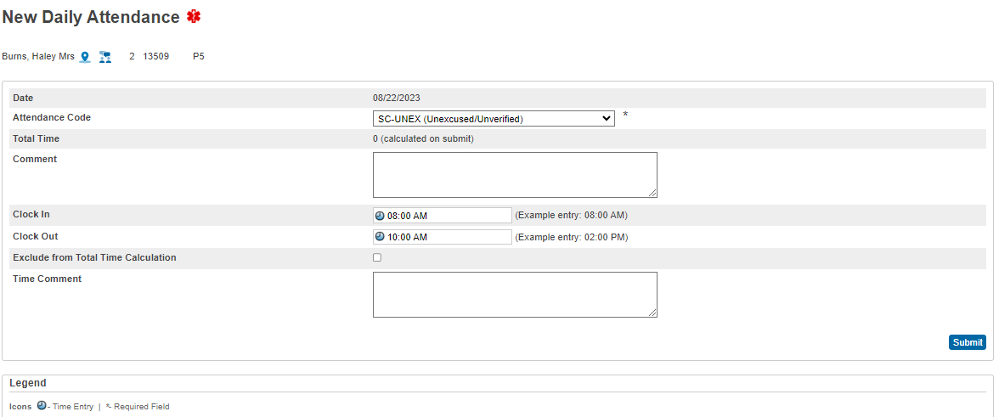 New Daily Attendance
Burns, Haley Mrs 2 13509 P5
Date 08/22/2023
Attendance Code SC-UNEX (Unexcused/Unverified) *
Total Time 0 (calculated on submit)
Comment
Clock In 08:00 AM (Example entry: 08:00 AM)
Clock Out 10:00 AM (Example entry: 02:00 PM)
Exclude from Total Time Calculation
Time Comment
Submit
Legend
Icons - Time Entry | * - Required Field